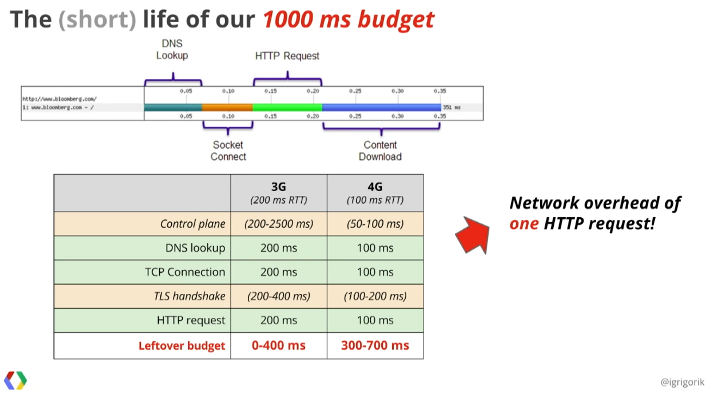 The (short) life of our 1000 ms budget
DNS
Lookup
HTTP Request
0.05 0.10 0.15 0.20 0.25 0.30 0.35
http://www.bloomberg.com/
1: www.bloomberg.com - /
351 ms
0.05 0.10 0.15 0.20 0.25 0.30 0.35
Socket
Connect
Content
Download
3G 4G
(200 ms RTT) (100 ms RTT)
Control plane (200-2500 ms) (50-100 ms)
DNS lookup 200 ms 100 ms
TCP Connection 200 ms 100 ms
TLS handshake (200-400 ms) (100-200 ms)
HTTP request 200 ms 100 ms
Leftover budget 0-400 ms 300-700 ms
Network overhead of
one HTTP request!
@igrigorik